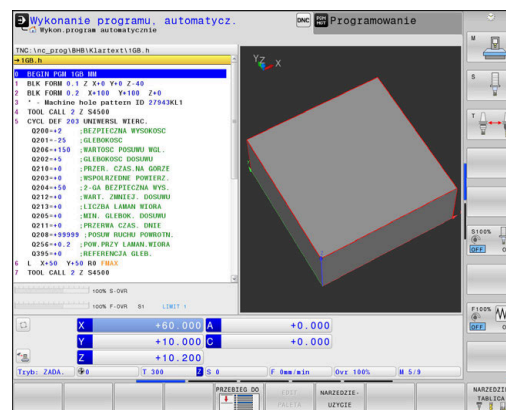 Wykonanie programu, automatycz.
Wykon.program automatycznie
DNC
Programowanie
TNC:\nc_prog\BHB\Klartext\1GB.h
→1GB.h
0 BEGIN PGM 1GB MM
1 BLK FORM 0.1 Z X+0 Y+0 Z-40
2 BLK FORM 0.2 X+100 Y+100 Z+0
3 * - Machine hole pattern ID 27943KL1
4 TOOL CALL 2 Z S4500
5 CYCL DEF 203 UNIWERSL WIERC.
Q200=+2 ;BEZPIECZNA WYSOKOSC
Q201=-25 ;GLEBOKOSC
Q206=+150 ;WARTOSC POSUWU WGL.
Q202=+5 ;GLEBOKOSC DOSUWU
Q210=+0 ;PRZER. CZAS.NA GORZE
Q203=+0 ;WSPOLRZEDNE POWIERZ.
Q204=+50 ;2-GA BEZPIECZNA WYS.
Q212=+0 ;WART. ZMNIEJ. DOSUWU
Q213=+0 ;LICZBA LAMAN WIORA
Q205=+0 ;MIN. GLEBOK. DOSUWU
Q211=+0 ;PRZERWA CZAS. DNIE
Q208=+99999 ;POSUW RUCHU POWROTN.
Q256=+0.2 ;POW.PRZY LAMAN.WIORA
Q395=+0 ;REFERENCJA GLEB.
6 L X+50 Y+50 R0 FMAX
7 TOOL CALL 2 Z S4500
100% S-OVR
100% F-OVR S1 LIMIT 1
YZ X
M
S
T
S100%
OFF
F100%
OFF
X +60.000 A +0.000
Y +10.000 C +0.000
Z +10.200
Tryb: ZADA. 0 T 300 Z S 0 F 0mm/min Ovr 100% M 5/9
PRZEBIEG DO
NARZEDZIE-
UZYCIE
NARZEDZI
TABLICA